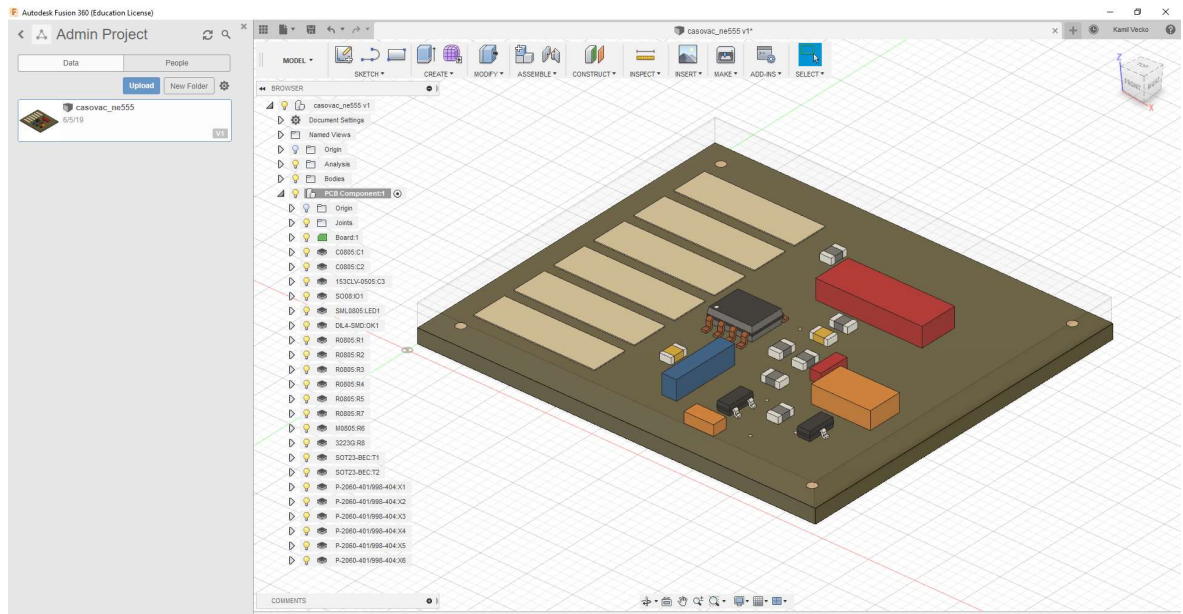 Autodesk Fusion 360 (Education License)
Admin Project
Data People
Upload New Folder
casovac_ne555
6/5/19
V1
casovac_ne555 v1*
Kamil Vecko
MODEL
SKETCH CREATE MODIFY ASSEMBLE CONSTRUCT INSPECT INSERT MAKE ADD-INS SELECT
BROWSER
casovac_ne555 v1
Document Settings
Named Views
Origin
Analysis
Bodies
PCB Component:1
Origin
Joints
Board:1
C0805:C1
C0805:C2
153CLV-0505:C3
SO08:IO1
SML0805:LED1
DIL4-SMD:OK1
R0805:R1
R0805:R2
R0805:R3
R0805:R4
R0805:R5
R0805:R7
M0805:R6
3223G:R8
SOT23-BEC:T1
SOT23-BEC:T2
P-2060-401/998-404:X1
P-2060-401/998-404:X2
P-2060-401/998-404:X3
P-2060-401/998-404:X4
P-2060-401/998-404:X5
P-2060-401/998-404:X6
COMMENTS
Z
TOP
FRONT RIGHT
X